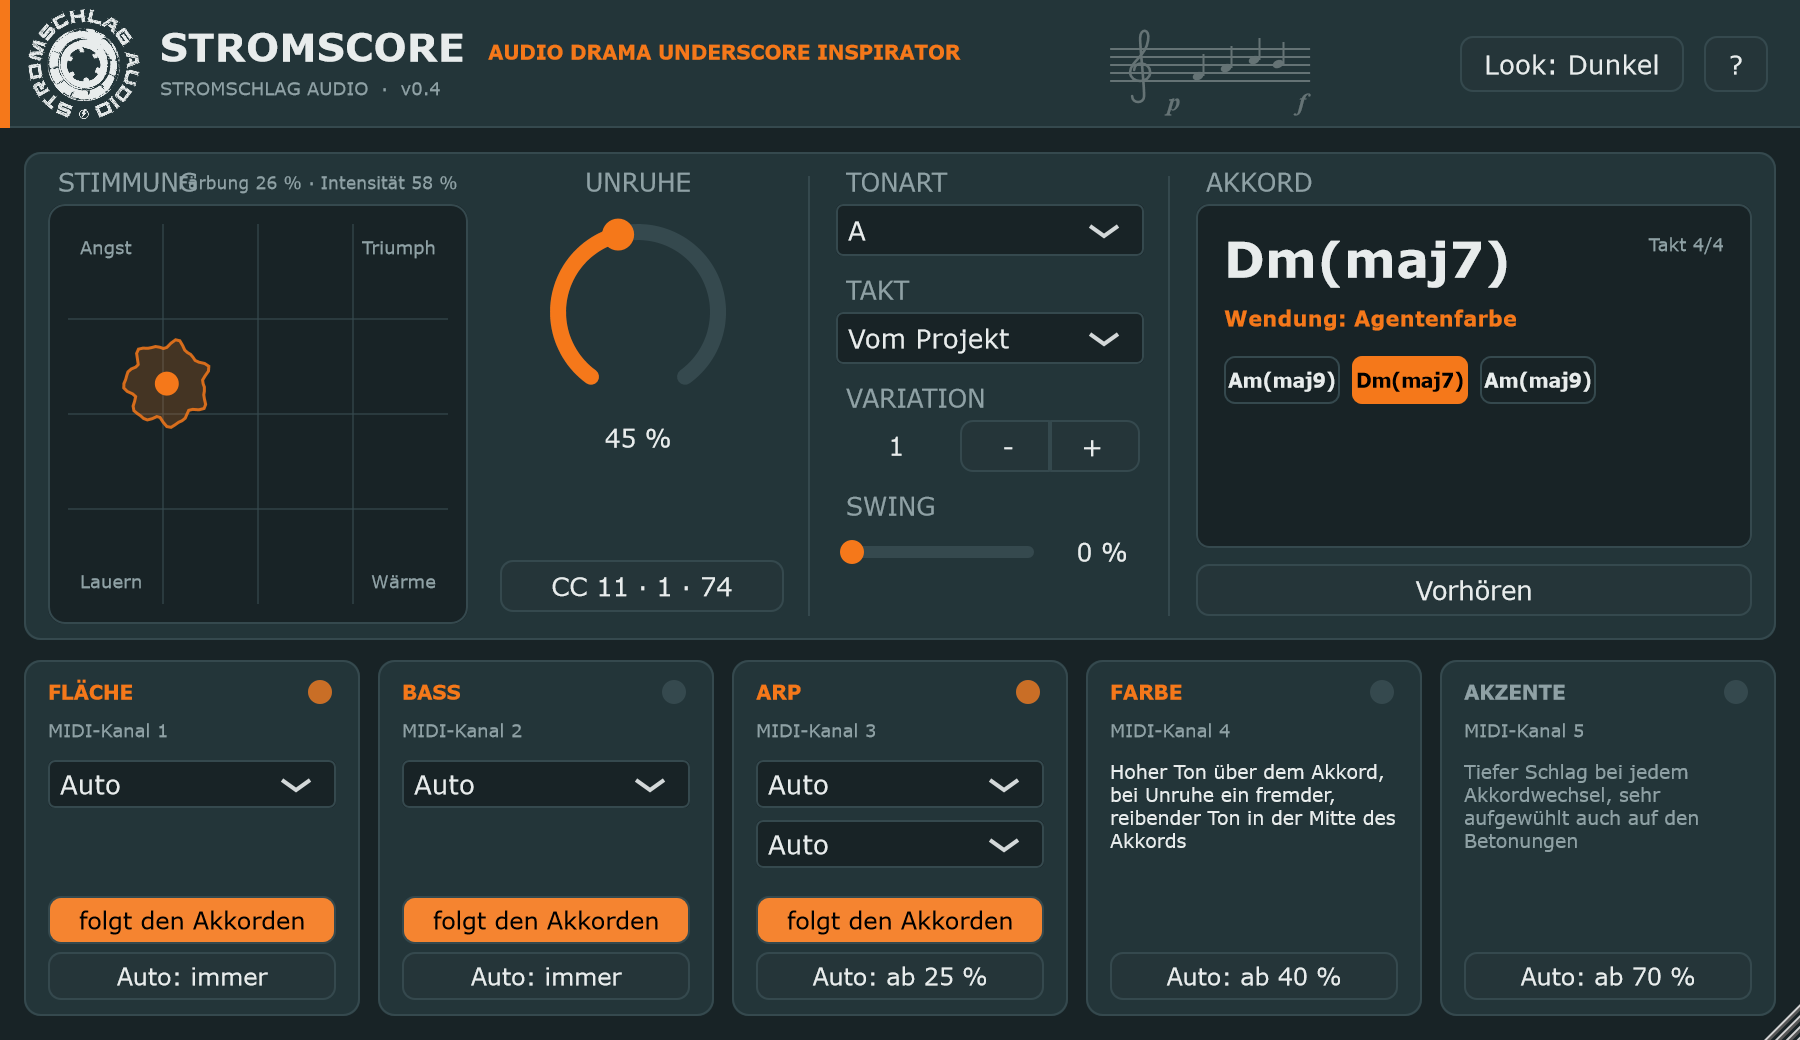 STROMSCHLAG AUDIO
STROMSCORE AUDIO DRAMA UNDERSCORE INSPIRATOR
STROMSCHLAG AUDIO · v0.4
p f
Look: Dunkel
?
STIMMUNG
Färbung 26 % · Intensität 58 %
Angst
Triumph
Lauern
Wärme
UNRUHE
45 %
CC 11 · 1 · 74
TONART
A
TAKT
Vom Projekt
VARIATION
1 - +
SWING
0 %
AKKORD
Dm(maj7)
Takt 4/4
Wendung: Agentenfarbe
Am(maj9) Dm(maj7) Am(maj9)
Vorhören
FLÄCHE
MIDI-Kanal 1
Auto
folgt den Akkorden
Auto: immer
BASS
MIDI-Kanal 2
Auto
folgt den Akkorden
Auto: immer
ARP
MIDI-Kanal 3
Auto
Auto
folgt den Akkorden
Auto: ab 25 %
FARBE
MIDI-Kanal 4
Hoher Ton über dem Akkord,
bei Unruhe ein fremder,
reibender Ton in der Mitte des
Akkords
Auto: ab 40 %
AKZENTE
MIDI-Kanal 5
Tiefer Schlag bei jedem
Akkordwechsel, sehr
aufgewühlt auch auf den
Betonungen
Auto: ab 70 %